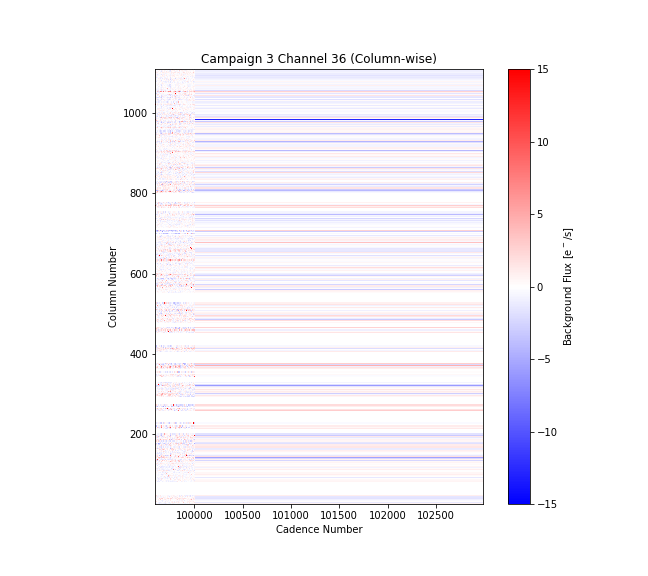 Campaign 3 Channel 36 (Column-wise)
1000
800
600
400
200
Column Number
100000 100500 101000 101500 102000 102500
Cadence Number
15
10
5
0
−5
−10
−15
Background Flux [e⁻/s]